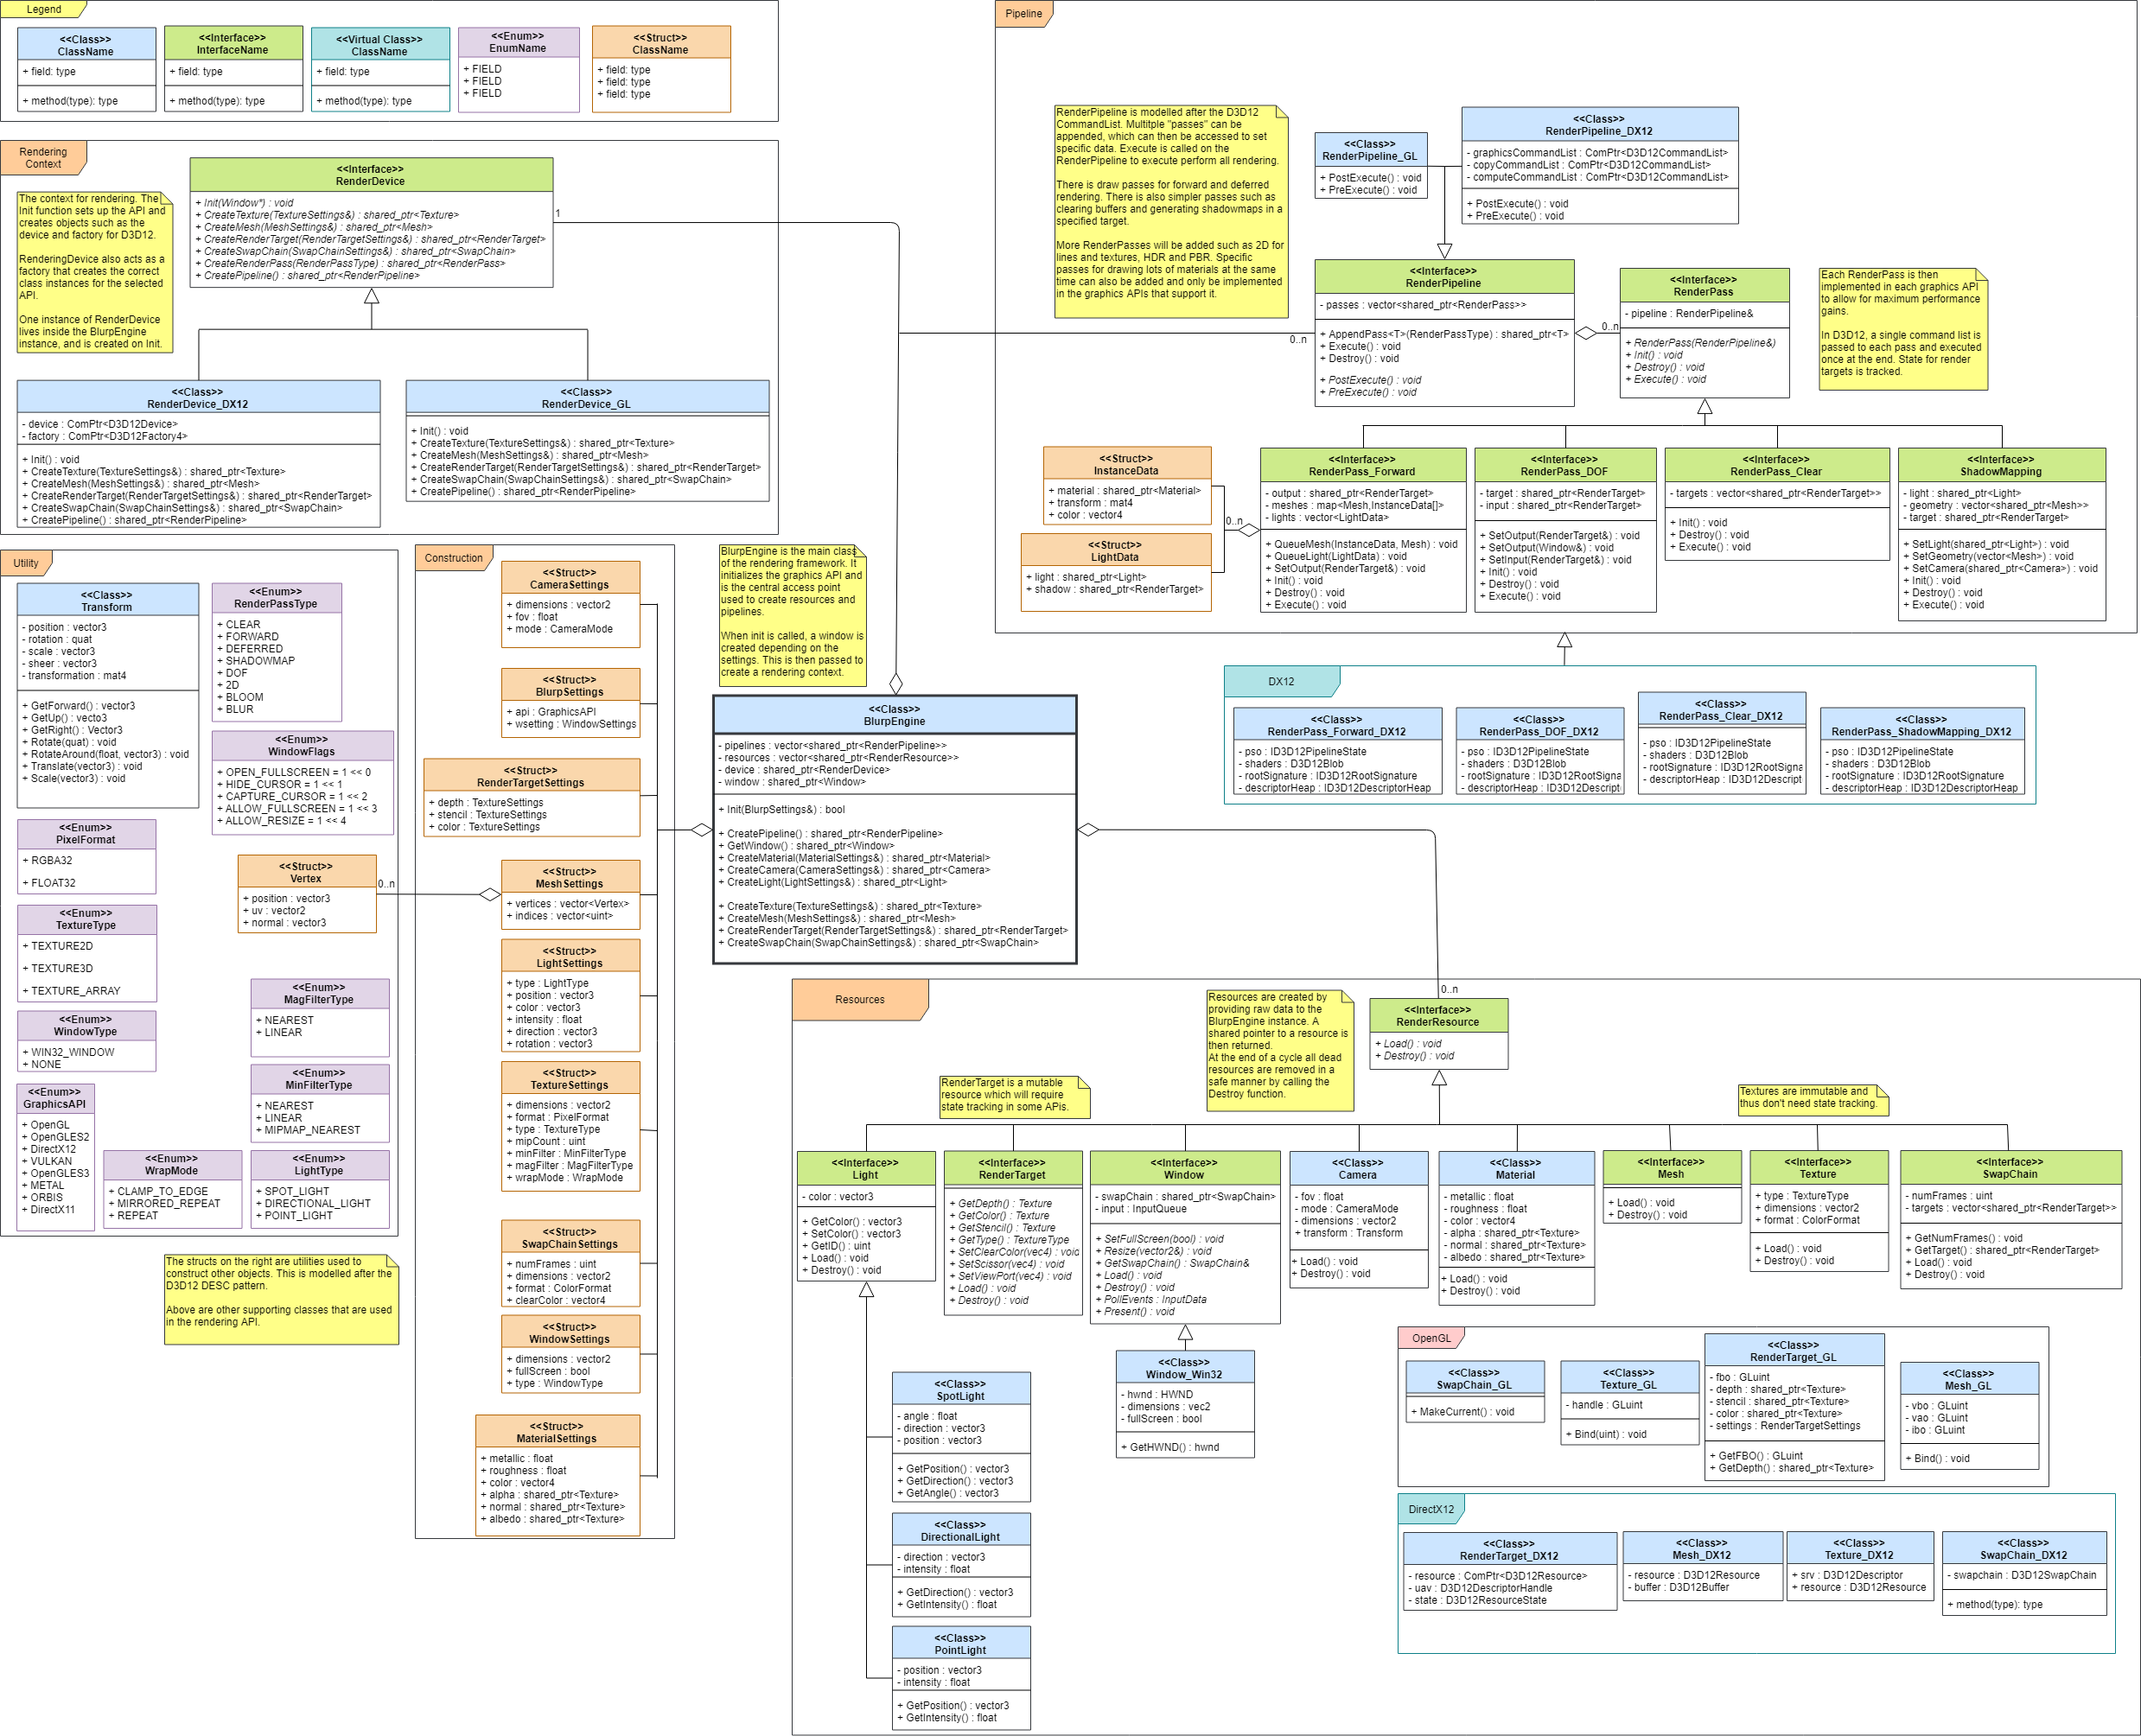 Legend
<<Class>>
ClassName
+ field: type
+ method(type): type
<<Interface>>
InterfaceName
+ field: type
+ method(type): type
<<Virtual Class>>
ClassName
+ field: type
+ method(type): type
<<Enum>>
EnumName
+ FIELD
+ FIELD
+ FIELD
<<Struct>>
ClassName
+ field: type
+ field: type
+ field: type
Rendering
Context
The context for rendering. The
Init function sets up the API and
creates objects such as the
device and factory for D3D12.
RenderingDevice also acts as a
factory that creates the correct
class instances for the selected
API.
One instance of RenderDevice
lives inside the BlurpEngine
instance, and is created on Init.
<<Interface>>
RenderDevice
+ Init(Window*) : void
+ CreateTexture(TextureSettings&) : shared_ptr<Texture>
+ CreateMesh(MeshSettings&) : shared_ptr<Mesh>
+ CreateRenderTarget(RenderTargetSettings&) : shared_ptr<RenderTarget>
+ CreateSwapChain(SwapChainSettings&) : shared_ptr<SwapChain>
+ CreateRenderPass(RenderPassType) : shared_ptr<RenderPass>
+ CreatePipeline() : shared_ptr<RenderPipeline>
1
<<Class>>
RenderDevice_DX12
- device : ComPtr<D3D12Device>
- factory : ComPtr<D3D12Factory4>
+ Init() : void
+ CreateTexture(TextureSettings&) : shared_ptr<Texture>
+ CreateMesh(MeshSettings&) : shared_ptr<Mesh>
+ CreateRenderTarget(RenderTargetSettings&) : shared_ptr<RenderTarget>
+ CreateSwapChain(SwapChainSettings&) : shared_ptr<SwapChain>
+ CreatePipeline() : shared_ptr<RenderPipeline>
<<Class>>
RenderDevice_GL
+ Init() : void
+ CreateTexture(TextureSettings&) : shared_ptr<Texture>
+ CreateMesh(MeshSettings&) : shared_ptr<Mesh>
+ CreateRenderTarget(RenderTargetSettings&) : shared_ptr<RenderTarget>
+ CreateSwapChain(SwapChainSettings&) : shared_ptr<SwapChain>
+ CreatePipeline() : shared_ptr<RenderPipeline>
Pipeline
RenderPipeline is modelled after the D3D12
CommandList. Multitple "passes" can be
appended, which can then be accessed to set
specific data. Execute is called on the
RenderPipeline to execute perform all rendering.
There is draw passes for forward and deferred
rendering. There is also simpler passes such as
clearing buffers and generating shadowmaps in a
specified target.
More RenderPasses will be added such as 2D for
lines and textures, HDR and PBR. Specific
passes for drawing lots of materials at the same
time can also be added and only be implemented
in the graphics APIs that support it.
<<Class>>
RenderPipeline_GL
+ PostExecute() : void
+ PreExecute() : void
<<Class>>
RenderPipeline_DX12
- graphicsCommandList : ComPtr<D3D12CommandList>
- copyCommandList : ComPtr<D3D12CommandList>
- computeCommandList : ComPtr<D3D12CommandList>
+ PostExecute() : void
+ PreExecute() : void
<<Interface>>
RenderPipeline
- passes : vector<shared_ptr<RenderPass>>
+ AppendPass<T>(RenderPassType) : shared_ptr<T>
+ Execute() : void
+ Destroy() : void
+ PostExecute() : void
+ PreExecute() : void
0..n
0..n
<<Interface>>
RenderPass
- pipeline : RenderPipeline&
+ RenderPass(RenderPipeline&)
+ Init() : void
+ Destroy() : void
+ Execute() : void
Each RenderPass is then
implemented in each graphics API
to allow for maximum performance
gains.
In D3D12, a single command list is
passed to each pass and executed
once at the end. State for render
targets is tracked.
<<Struct>>
InstanceData
+ material : shared_ptr<Material>
+ transform : mat4
+ color : vector4
<<Struct>>
LightData
+ light : shared_ptr<Light>
+ shadow : shared_ptr<RenderTarget>
0..n
<<Interface>>
RenderPass_Forward
- output : shared_ptr<RenderTarget>
- meshes : map<Mesh,InstanceData[]>
- lights : vector<LightData>
+ QueueMesh(InstanceData, Mesh) : void
+ QueueLight(LightData) : void
+ SetOutput(RenderTarget&) : void
+ Init() : void
+ Destroy() : void
+ Execute() : void
<<Interface>>
RenderPass_DOF
- target : shared_ptr<RenderTarget>
- input : shared_ptr<RenderTarget>
+ SetOutput(RenderTarget&) : void
+ SetOutput(Window&) : void
+ SetInput(RenderTarget&) : void
+ Init() : void
+ Destroy() : void
+ Execute() : void
<<Interface>>
RenderPass_Clear
- targets : vector<shared_ptr<RenderTarget>>
+ Init() : void
+ Destroy() : void
+ Execute() : void
<<Interface>>
ShadowMapping
- light : shared_ptr<Light>
- geometry : vector<shared_ptr<Mesh>>
- target : shared_ptr<RenderTarget>
+ SetLight(shared_ptr<Light>) : void
+ SetGeometry(vector<Mesh>) : void
+ SetCamera(shared_ptr<Camera>) : void
+ Init() : void
+ Destroy() : void
+ Execute() : void
DX12
<<Class>>
RenderPass_Forward_DX12
- pso : ID3D12PipelineState
- shaders : D3D12Blob
- rootSignature : ID3D12RootSignature
- descriptorHeap : ID3D12DescriptorHeap
<<Class>>
RenderPass_DOF_DX12
- pso : ID3D12PipelineState
- shaders : D3D12Blob
- rootSignature : ID3D12RootSigna
- descriptorHeap : ID3D12Descript
<<Class>>
RenderPass_Clear_DX12
- pso : ID3D12PipelineState
- shaders : D3D12Blob
- rootSignature : ID3D12RootSigna
- descriptorHeap : ID3D12Descript
<<Class>>
RenderPass_ShadowMapping_DX12
- pso : ID3D12PipelineState
- shaders : D3D12Blob
- rootSignature : ID3D12RootSignature
- descriptorHeap : ID3D12DescriptorHeap
Utility
<<Class>>
Transform
- position : vector3
- rotation : quat
- scale : vector3
- sheer : vector3
- transformation : mat4
+ GetForward() : vector3
+ GetUp() : vecto3
+ GetRight() : Vector3
+ Rotate(quat) : void
+ RotateAround(float, vector3) : void
+ Translate(vector3) : void
+ Scale(vector3) : void
<<Enum>>
RenderPassType
+ CLEAR
+ FORWARD
+ DEFERRED
+ SHADOWMAP
+ DOF
+ 2D
+ BLOOM
+ BLUR
<<Enum>>
WindowFlags
+ OPEN_FULLSCREEN = 1 << 0
+ HIDE_CURSOR = 1 << 1
+ CAPTURE_CURSOR = 1 << 2
+ ALLOW_FULLSCREEN = 1 << 3
+ ALLOW_RESIZE = 1 << 4
<<Enum>>
PixelFormat
+ RGBA32
+ FLOAT32
<<Struct>>
Vertex
+ position : vector3
+ uv : vector2
+ normal : vector3
0..n
<<Enum>>
TextureType
+ TEXTURE2D
+ TEXTURE3D
+ TEXTURE_ARRAY
<<Enum>>
MagFilterType
+ NEAREST
+ LINEAR
<<Enum>>
WindowType
+ WIN32_WINDOW
+ NONE
<<Enum>>
MinFilterType
+ NEAREST
+ LINEAR
+ MIPMAP_NEAREST
<<Enum>>
GraphicsAPI
+ OpenGL
+ OpenGLES2
+ DirectX12
+ VULKAN
+ OpenGLES3
+ METAL
+ ORBIS
+ DirectX11
<<Enum>>
WrapMode
+ CLAMP_TO_EDGE
+ MIRRORED_REPEAT
+ REPEAT
<<Enum>>
LightType
+ SPOT_LIGHT
+ DIRECTIONAL_LIGHT
+ POINT_LIGHT
The structs on the right are utilities used to
construct other objects. This is modelled after the
D3D12 DESC pattern.
Above are other supporting classes that are used
in the rendering API.
Construction
<<Struct>>
CameraSettings
+ dimensions : vector2
+ fov : float
+ mode : CameraMode
<<Struct>>
BlurpSettings
+ api : GraphicsAPI
+ wsetting : WindowSettings
<<Struct>>
RenderTargetSettings
+ depth : TextureSettings
+ stencil : TextureSettings
+ color : TextureSettings
<<Struct>>
MeshSettings
+ vertices : vector<Vertex>
+ indices : vector<uint>
<<Struct>>
LightSettings
+ type : LightType
+ position : vector3
+ color : vector3
+ intensity : float
+ direction : vector3
+ rotation : vector3
<<Struct>>
TextureSettings
+ dimensions : vector2
+ format : PixelFormat
+ type : TextureType
+ mipCount : uint
+ minFilter : MinFilterType
+ magFilter : MagFilterType
+ wrapMode : WrapMode
<<Struct>>
SwapChainSettings
+ numFrames : uint
+ dimensions : vector2
+ format : ColorFormat
+ clearColor : vector4
<<Struct>>
WindowSettings
+ dimensions : vector2
+ fullScreen : bool
+ type : WindowType
<<Struct>>
MaterialSettings
+ metallic : float
+ roughness : float
+ color : vector4
+ alpha : shared_ptr<Texture>
+ normal : shared_ptr<Texture>
+ albedo : shared_ptr<Texture>
BlurpEngine is the main class
of the rendering framework. It
initializes the graphics API and
is the central access point
used to create resources and
pipelines.
When init is called, a window is
created depending on the
settings. This is then passed to
create a rendering context.
<<Class>>
BlurpEngine
- pipelines : vector<shared_ptr<RenderPipeline>>
- resources : vector<shared_ptr<RenderResource>>
- device : shared_ptr<RenderDevice>
- window : shared_ptr<Window>
+ Init(BlurpSettings&) : bool
+ CreatePipeline() : shared_ptr<RenderPipeline>
+ GetWindow() : shared_ptr<Window>
+ CreateMaterial(MaterialSettings&) : shared_ptr<Material>
+ CreateCamera(CameraSettings&) : shared_ptr<Camera>
+ CreateLight(LightSettings&) : shared_ptr<Light>
+ CreateTexture(TextureSettings&) : shared_ptr<Texture>
+ CreateMesh(MeshSettings&) : shared_ptr<Mesh>
+ CreateRenderTarget(RenderTargetSettings&) : shared_ptr<RenderTarget>
+ CreateSwapChain(SwapChainSettings&) : shared_ptr<SwapChain>
Resources
RenderTarget is a mutable
resource which will require
state tracking in some APIs.
Resources are created by
providing raw data to the
BlurpEngine instance. A
shared pointer to a resource is
then returned.
At the end of a cycle all dead
resources are removed in a
safe manner by calling the
Destroy function.
0..n
<<Interface>>
RenderResource
+ Load() : void
+ Destroy() : void
Textures are immutable and
thus don't need state tracking.
<<Interface>>
Light
- color : vector3
+ GetColor() : vector3
+ SetColor() : vector3
+ GetID() : uint
+ Load() : void
+ Destroy() : void
<<Interface>>
RenderTarget
+ GetDepth() : Texture
+ GetColor() : Texture
+ GetStencil() : Texture
+ GetType() : TextureType
+ SetClearColor(vec4) : void
+ SetScissor(vec4) : void
+ SetViewPort(vec4) : void
+ Load() : void
+ Destroy() : void
<<Interface>>
Window
- swapChain : shared_ptr<SwapChain>
- input : InputQueue
+ SetFullScreen(bool) : void
+ Resize(vector2&) : void
+ GetSwapChain() : SwapChain&
+ Load() : void
+ Destroy() : void
+ PollEvents : InputData
+ Present() : void
<<Class>>
Camera
- fov : float
- mode : CameraMode
- dimensions : vector2
+ transform : Transform
+ Load() : void
+ Destroy() : void
<<Class>>
Material
- metallic : float
- roughness : float
- color : vector4
- alpha : shared_ptr<Texture>
- normal : shared_ptr<Texture>
- albedo : shared_ptr<Texture>
+ Load() : void
+ Destroy() : void
<<Interface>>
Mesh
+ Load() : void
+ Destroy() : void
<<Interface>>
Texture
+ type : TextureType
+ dimensions : vector2
+ format : ColorFormat
+ Load() : void
+ Destroy() : void
<<Interface>>
SwapChain
- numFrames : uint
- targets : vector<shared_ptr<RenderTarget>>
+ GetNumFrames() : void
+ GetTarget() : shared_ptr<RenderTarget>
+ Load() : void
+ Destroy() : void
<<Class>>
Window_Win32
- hwnd : HWND
- dimensions : vec2
- fullScreen : bool
+ GetHWND() : hwnd
<<Class>>
SpotLight
- angle : float
- direction : vector3
- position : vector3
+ GetPosition() : vector3
+ GetDirection() : vector3
+ GetAngle() : vector3
<<Class>>
DirectionalLight
- direction : vector3
- intensity : float
+ GetDirection() : vector3
+ GetIntensity() : float
<<Class>>
PointLight
- position : vector3
- intensity : float
+ GetPosition() : vector3
+ GetIntensity() : float
OpenGL
<<Class>>
SwapChain_GL
+ MakeCurrent() : void
<<Class>>
Texture_GL
- handle : GLuint
+ Bind(uint) : void
<<Class>>
RenderTarget_GL
- fbo : GLuint
- depth : shared_ptr<Texture>
- stencil : shared_ptr<Texture>
- color : shared_ptr<Texture>
- settings : RenderTargetSettings
+ GetFBO() : GLuint
+ GetDepth() : shared_ptr<Texture>
<<Class>>
Mesh_GL
- vbo : GLuint
- vao : GLuint
- ibo : GLuint
+ Bind() : void
DirectX12
<<Class>>
RenderTarget_DX12
- resource : ComPtr<D3D12Resource>
- uav : D3D12DescriptorHandle
- state : D3D12ResourceState
<<Class>>
Mesh_DX12
- resource : D3D12Resource
- buffer : D3D12Buffer
<<Class>>
Texture_DX12
+ srv : D3D12Descriptor
+ resource : D3D12Resource
<<Class>>
SwapChain_DX12
- swapchain : D3D12SwapChain
+ method(type): type